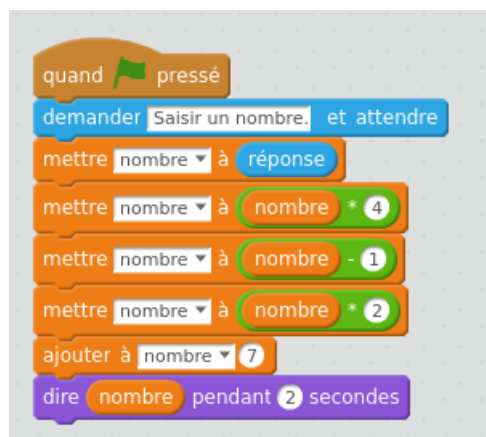 quand pressé
demander Saisir un nombre. et attendre
mettre nombre à réponse
mettre nombre à nombre * 4
mettre nombre à nombre - 1
mettre nombre à nombre * 2
ajouter à nombre 7
dire nombre pendant 2 secondes